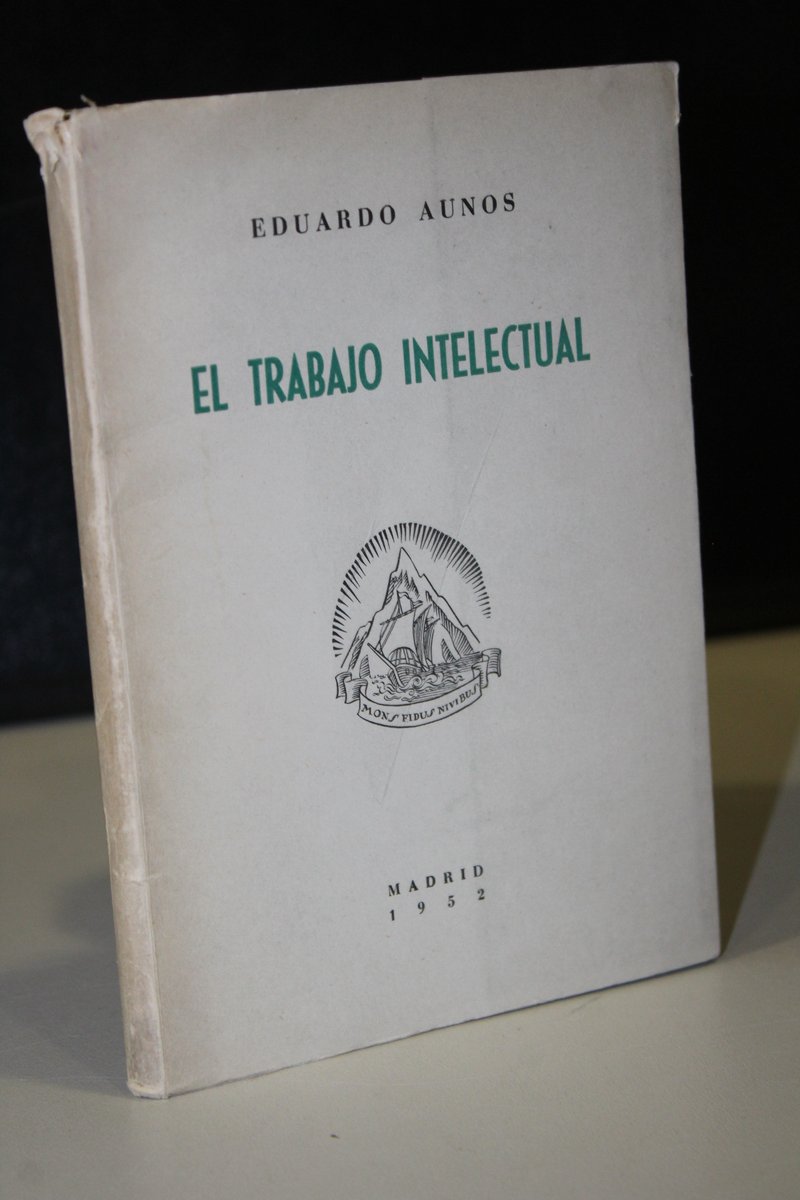 EDUARDO AUNOS
EL TRABAJO INTELECTUAL
MONS FIDUS NIVIBUS
MADRID
1952